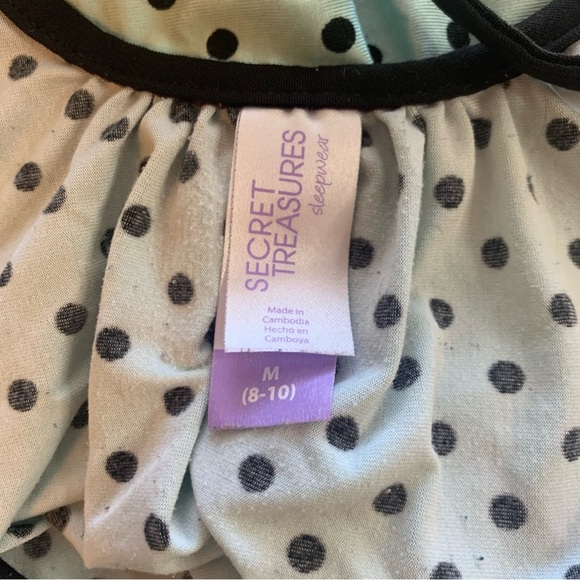 SECRET
TREASURES
sleepwear
Made in
Cambodia
Hecho en
Camboya
M
(8-10)